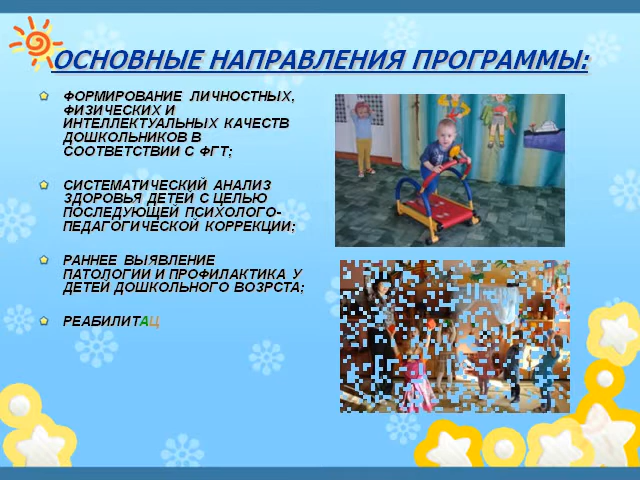 ОСНОВНЫЕ НАПРАВЛЕНИЯ ПРОГРАММЫ:
ФОРМИРОВАНИЕ ЛИЧНОСТНЫХ,
ФИЗИЧЕСКИХ И
ИНТЕЛЛЕКТУАЛЬНЫХ КАЧЕСТВ
ДОШКОЛЬНИКОВ В
СООТВЕТСТВИИ С ФГТ;
СИСТЕМАТИЧЕСКИЙ АНАЛИЗ
ЗДОРОВЬЯ ДЕТЕЙ С ЦЕЛЬЮ
ПОСЛЕДУЮЩЕЙ ПСИХОЛОГО-
ПЕДАГОГИЧЕСКОЙ КОРРЕКЦИИ;
РАННЕЕ ВЫЯВЛЕНИЕ
ПАТОЛОГИИ И ПРОФИЛАКТИКА У
ДЕТЕЙ ДОШКОЛЬНОГО ВОЗРСТА;
РЕАБИЛИТАЦ